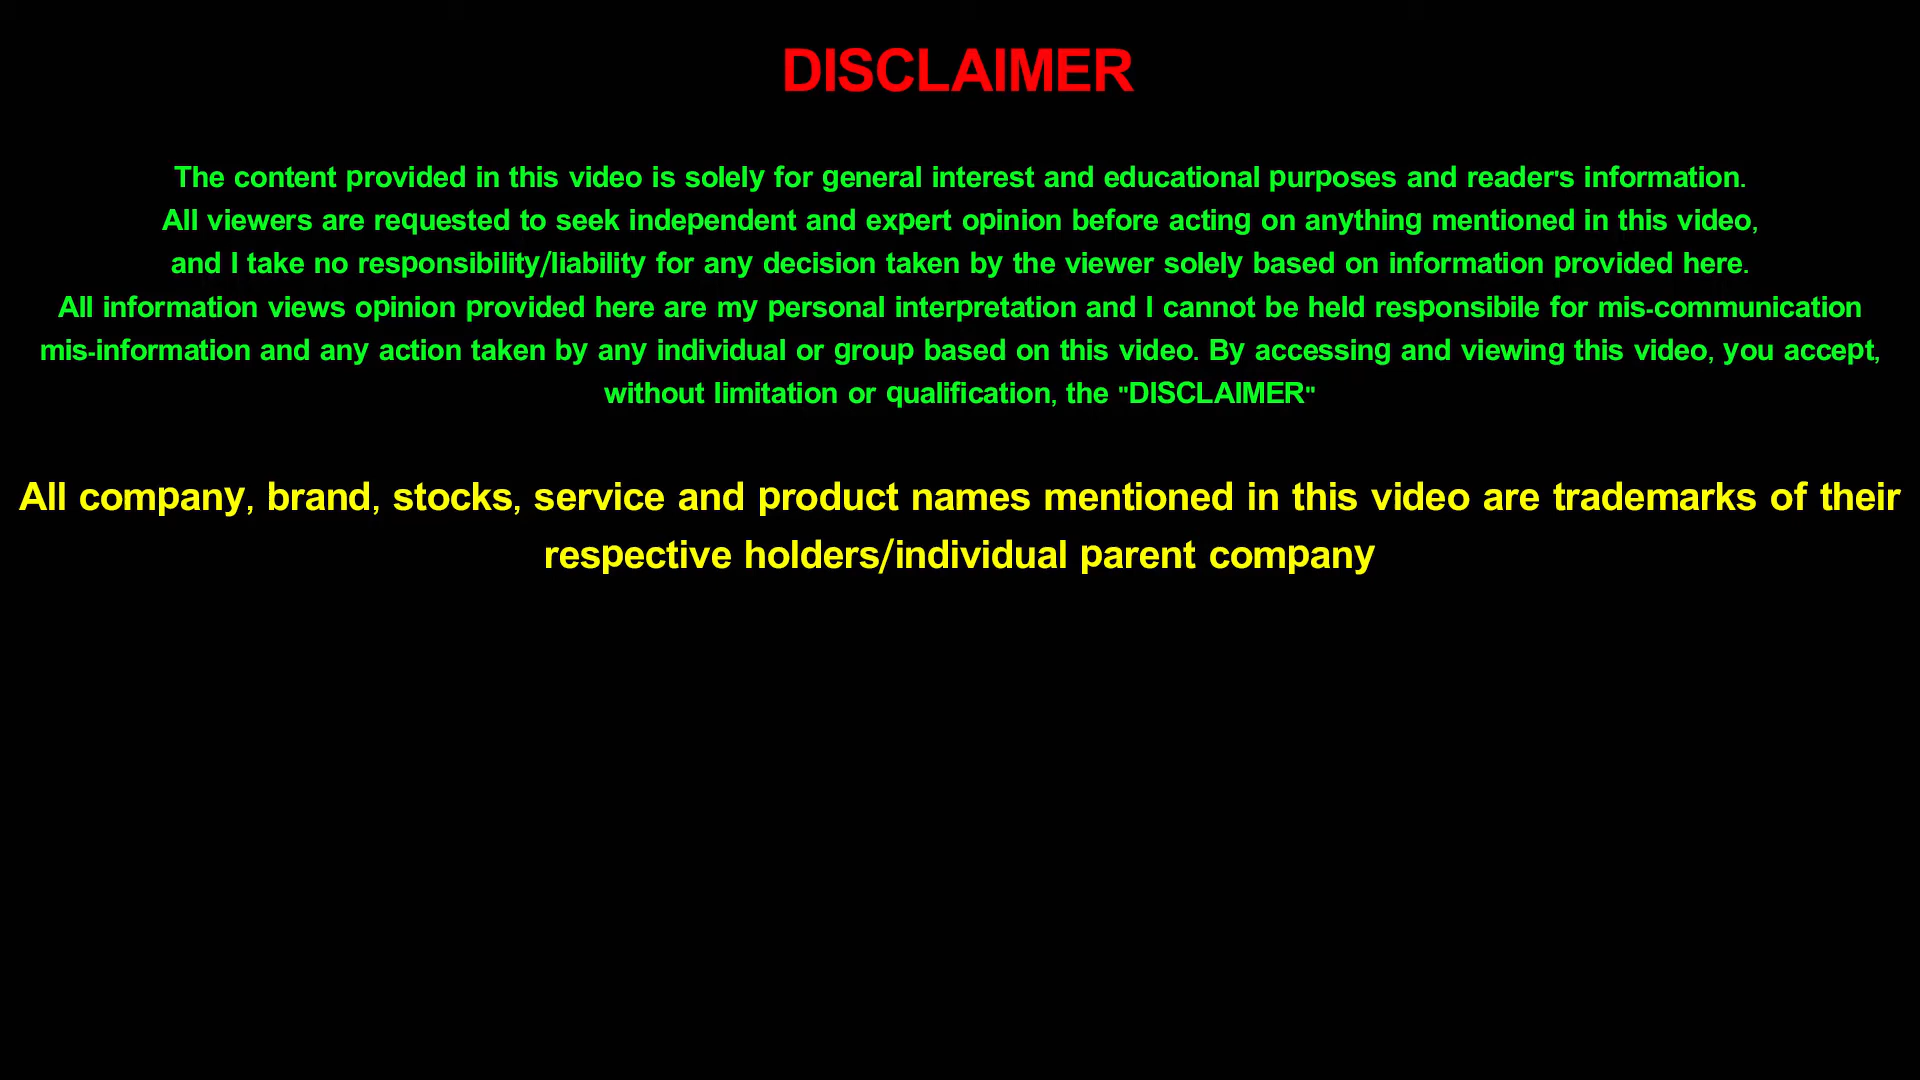 DISCLAIMER
The content provided in this video is solely for general interest and educational purposes and reader's information.
All viewers are requested to seek independent and expert opinion before acting on anything mentioned in this video,
and I take no responsibility/liability for any decision taken by the viewer solely based on information provided here.
All information views opinion provided here are my personal interpretation and I cannot be held responsibile for mis-communication
mis-information and any action taken by any individual or group based on this video. By accessing and viewing this video, you accept,
without limitation or qualification, the "DISCLAIMER"
All company, brand, stocks, service and product names mentioned in this video are trademarks of their
respective holders/individual parent company